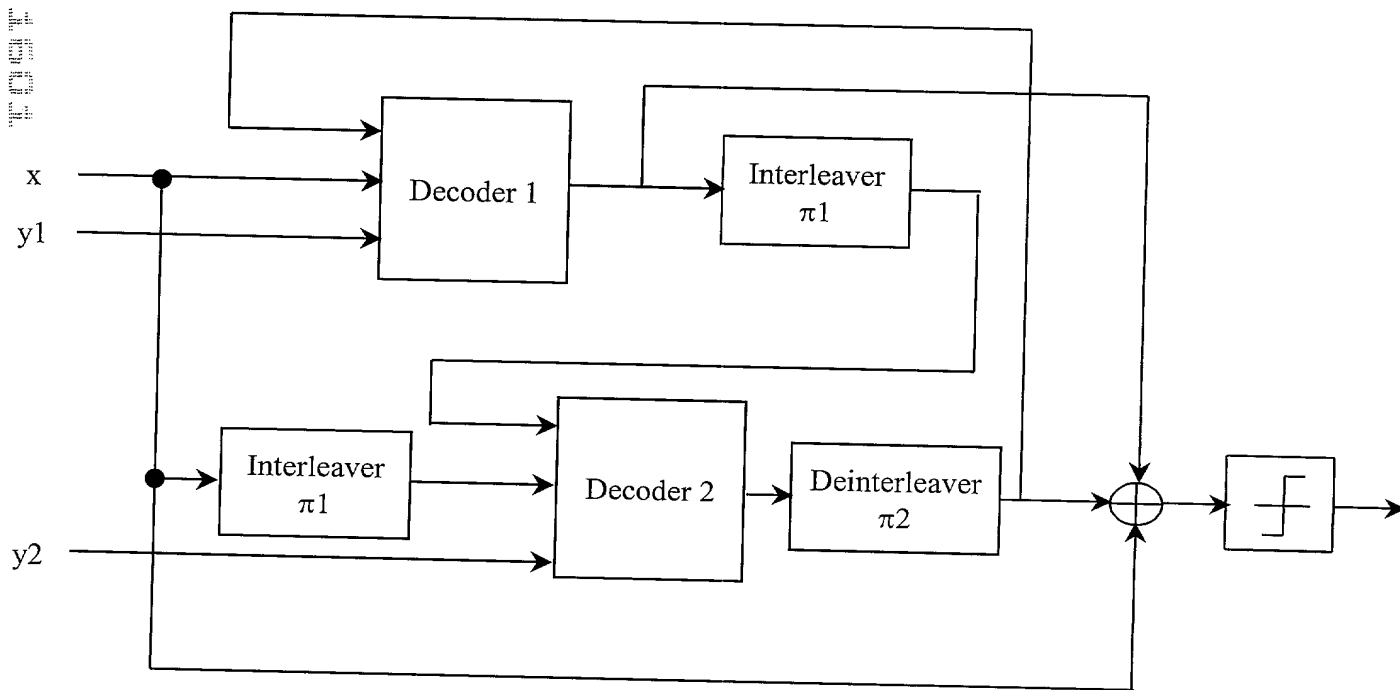 x
y1
y2
Decoder 1
Interleaver
π1
Interleaver
π1
Decoder 2
Deinterleaver
π2